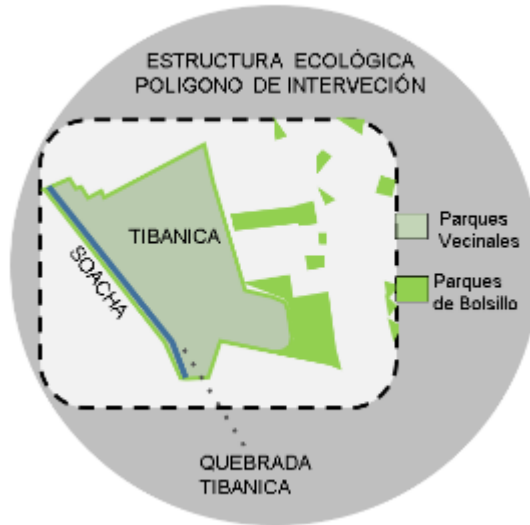 ESTRUCTURA ECOLÓGICA
POLIGONO DE INTERVECIÓN
TIBANICA
SOACHA
Parques
Vecinales
Parques
de Bolsillo
QUEBRADA
TIBANICA